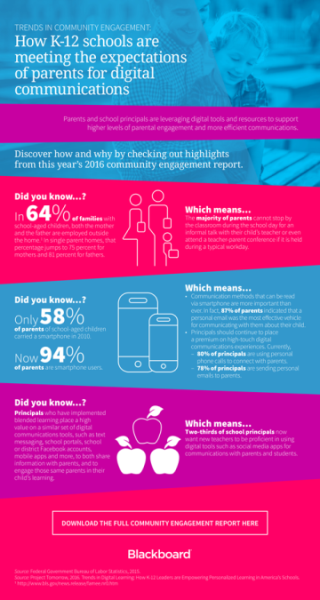 TRENDS IN COMMUNITY ENGAGEMENT:
How K-12 schools are
meeting the expectations
of parents for digital
communications
Parents and school principals are leveraging digital tools and resources to support
higher levels of parental engagement and more efficient communications.
Discover how and why by checking out highlights
from this year's 2016 community engagement report.
Did you know...?
In 64% of families with
school-aged children, both the mother
and the father are employed outside
the home. ¹ In single parent homes, that
percentage jumps to 75 percent for
mothers and 81 percent for fathers.
Which means...
The majority of parents cannot stop by
the classroom during the school day for an
informal talk with their child's teacher or even
attend a teacher-parent conference if it is held
during a typical workday.
Did you know...?
Only 58%
of parents of school-aged children
carried a smartphone in 2010.
Now 94%
of parents are smartphone users.
Which means...
• Communication methods that can be read
via smartphone are more important than
ever. In fact, 87% of parents indicated that a
personal email was the most effective vehicle
for communicating with them about their child.
• Principals should continue to place
a premium on high-touch digital
communications experiences. Currently,
– 90% of principals are using personal
phone calls to connect with parents.
– 78% of principals are sending personal
emails to parents.
Did you know...?
Principals who have implemented
blended learning place a high
value on a similar set of digital
communications tools, such as text
messaging, school portals, school
or district Facebook accounts,
mobile apps and more, to both share
information with parents, and to
engage those same parents in their
child's learning.
Which means...
Two-thirds of school principals now
want new teachers to be proficient in using
digital tools such as social media apps for
communications with parents and students.
DOWNLOAD THE FULL COMMUNITY ENGAGEMENT REPORT HERE
Blackboard
Source: Federal Government Bureau of Labor Statistics, 2015.
Source: Project Tomorrow, 2016. Trends in Digital Learning: How K-12 Leaders are Empowering Personalized Learning in America's Schools.